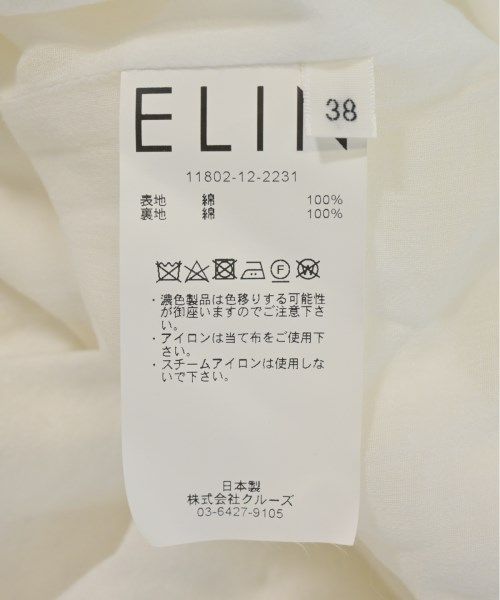 ELIN
38
11802-12-2231
表地 綿 100%
裏地 綿 100%
・濃色製品は色移りする可能性
が御座いますのでご注意下さ
い。
・アイロンは当て布をご使用下
さい。
・スチームアイロンは使用しな
いで下さい。
日本製
株式会社クルーズ
03-6427-9105